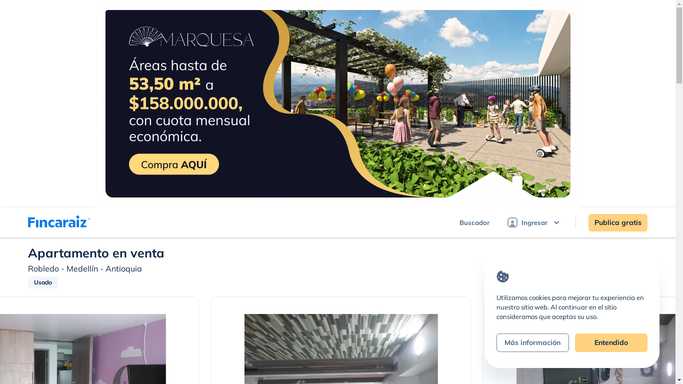 MARQUESA
Áreas hasta de
53,50 m² a
$158.000.000,
con cuota mensual
económica.
Compra AQUÍ
Fincaraiz
Buscador
Ingresar
Publica gratis
Apartamento en venta
Robledo - Medellín - Antioquia
Usado
Utilizamos cookies para mejorar tu experiencia en
nuestro sitio web. Al continuar en el sitio
consideramos que aceptas su uso.
Más información
Entendido